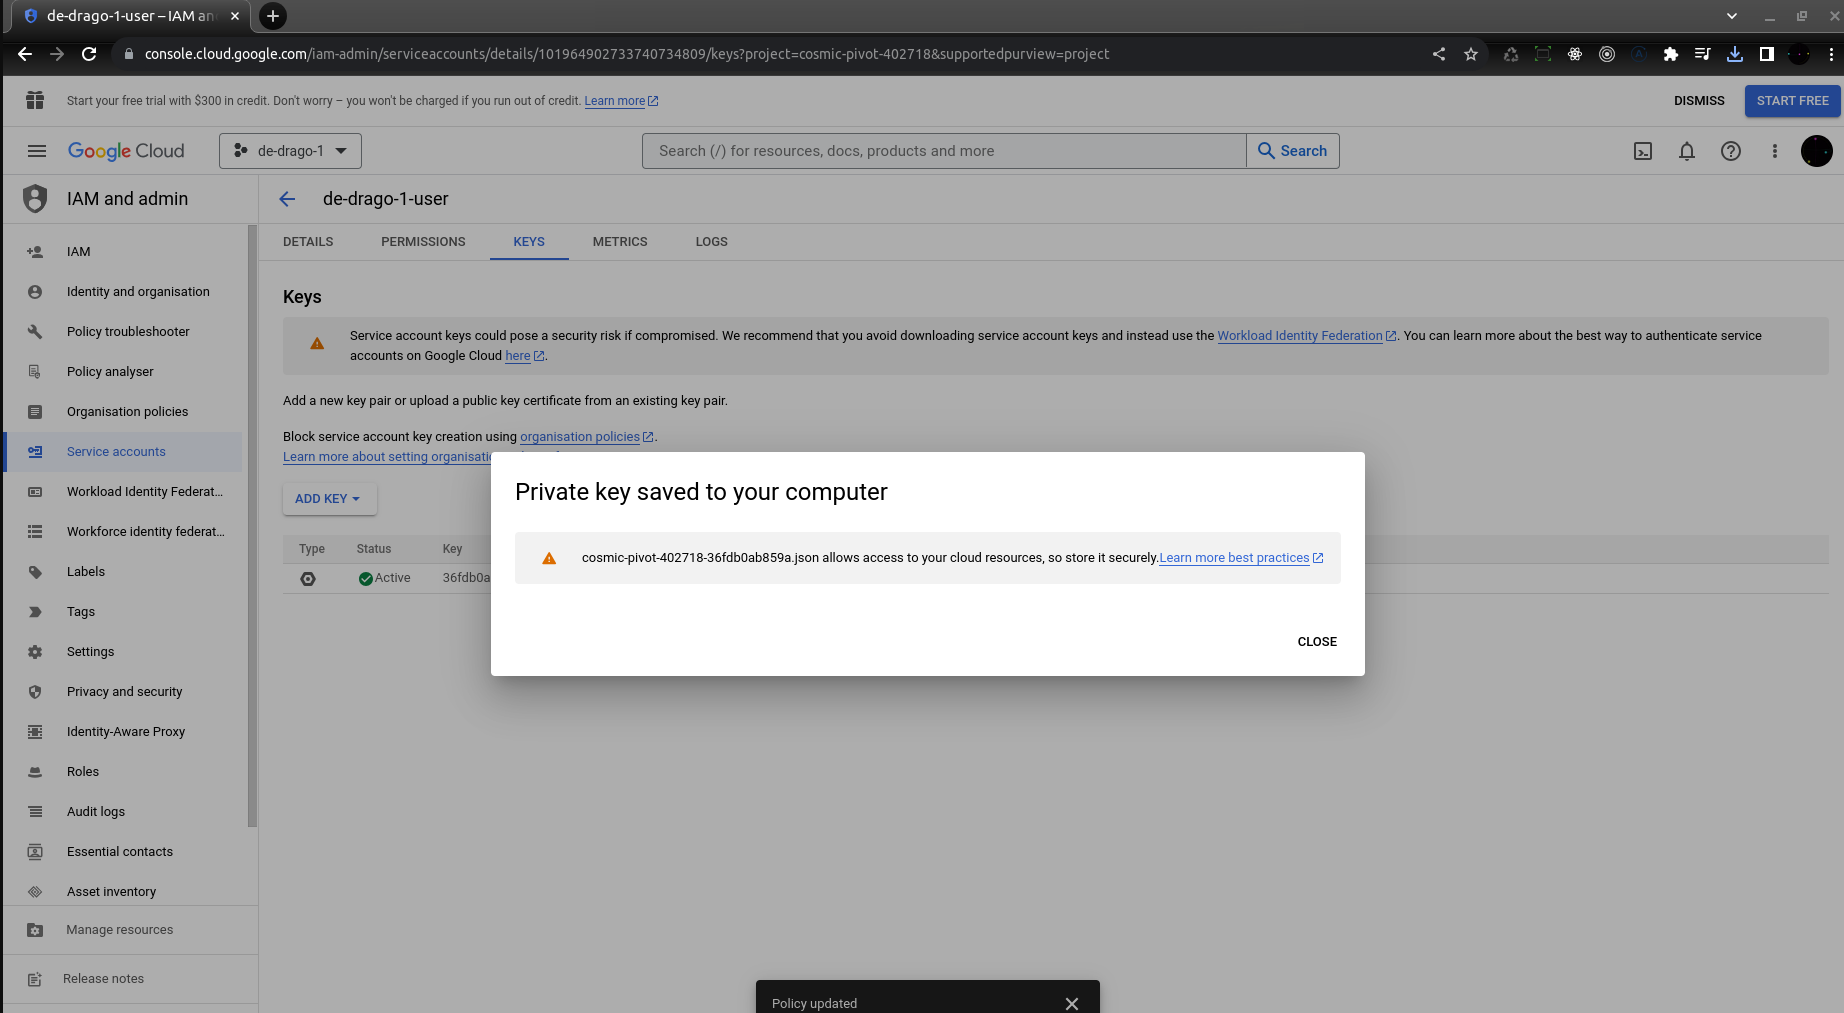 de-drago-1-user – IAM an
console.cloud.google.com/iam-admin/serviceaccounts/details/101964902733740734809/keys?project=cosmic-pivot-402718&supportedpurview=project
Start your free trial with $300 in credit. Don't worry – you won't be charged if you run out of credit. Learn more
DISMISS
START FREE
Google Cloud
de-drago-1
Search (/) for resources, docs, products and more
Search
IAM and admin
de-drago-1-user
IAM
Identity and organisation
Policy troubleshooter
Policy analyser
Organisation policies
Service accounts
Workload Identity Federat...
Workforce identity federat...
Labels
Tags
Settings
Privacy and security
Identity-Aware Proxy
Roles
Audit logs
Essential contacts
Asset inventory
Manage resources
Release notes
DETAILS
PERMISSIONS
KEYS
METRICS
LOGS
Keys
Service account keys could pose a security risk if compromised. We recommend that you avoid downloading service account keys and instead use the Workload Identity Federation. You can learn more about the best way to authenticate service
accounts on Google Cloud here.
Add a new key pair or upload a public key certificate from an existing key pair.
Block service account key creation using organisation policies.
Learn more about setting organisatio
ADD KEY
Type Status Key
Active 36fdb0a
Private key saved to your computer
cosmic-pivot-402718-36fdb0ab859a.json allows access to your cloud resources, so store it securely.Learn more best practices
CLOSE
Policy updated